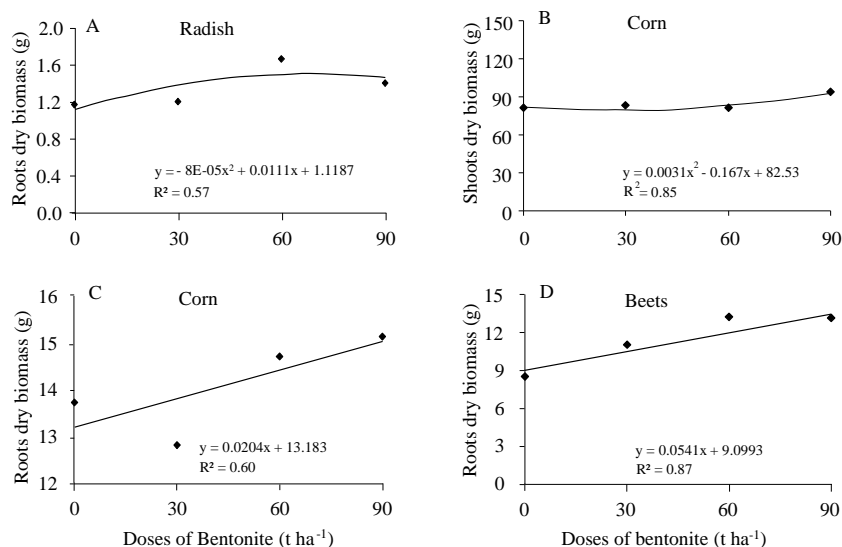 A
Radish
Roots dry biomass (g)
2.0
1.6
1.2
0.8
0.4
0.0
y = - 8E-05x² + 0.0111x + 1.1187
R² = 0.57
0 30 60 90
B
Corn
Shoots dry biomass (g)
150
120
90
60
30
0
y = 0.0031x² - 0.167x + 82.53
R² = 0.85
0 30 60 90
C
Corn
Roots dry biomass (g)
16
15
14
13
12
y = 0.0204x + 13.183
R² = 0.60
0 30 60 90
Doses of Bentonite (t ha⁻¹)
D
Beets
Roots dry biomass (g)
15
12
9
6
3
0
y = 0.0541x + 9.0993
R² = 0.87
0 30 60 90
Doses of bentonite (t ha⁻¹)